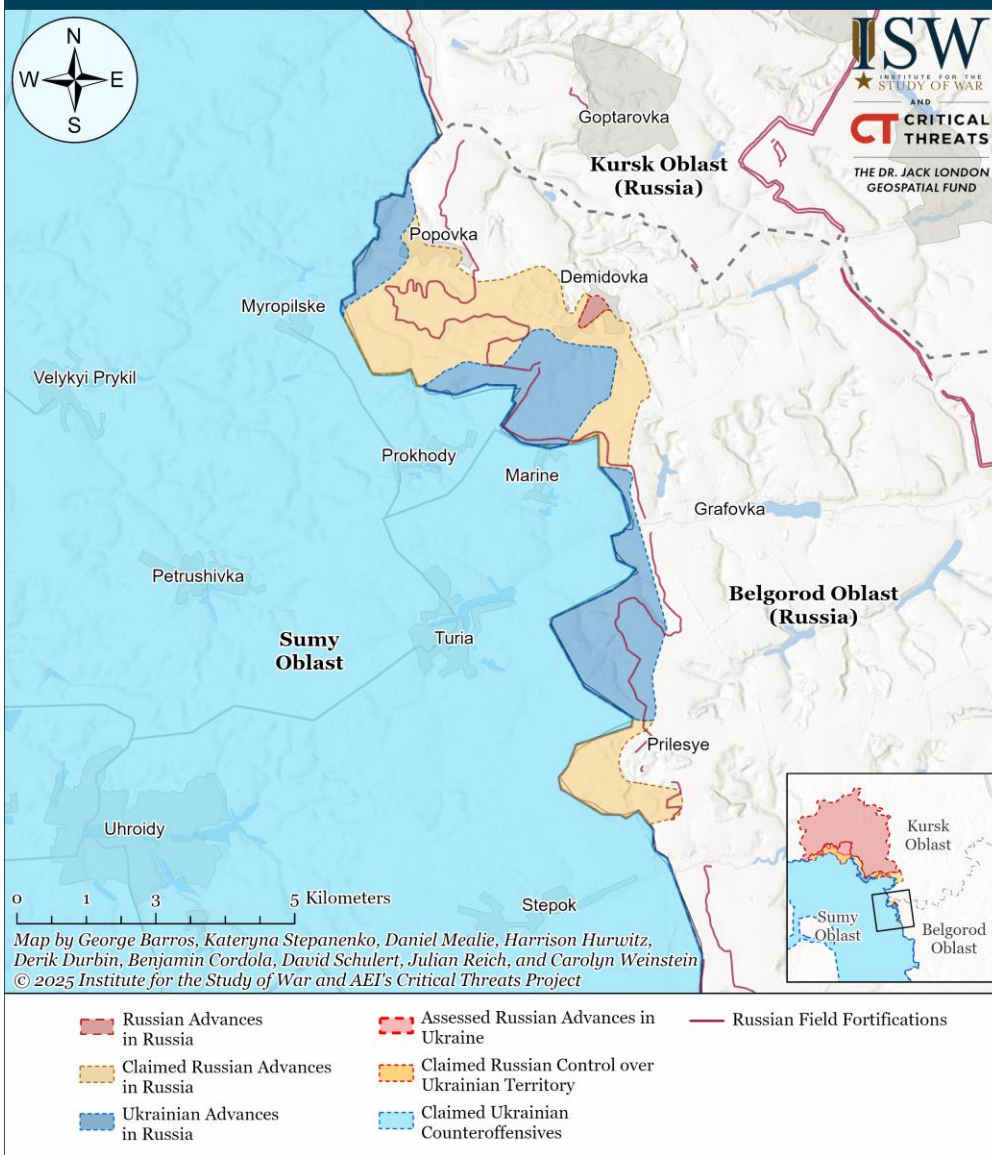 N
W
E
S
ISW
INSTITUTE FOR THE
STUDY OF WAR
AND
CT CRITICAL
THREATS
THE DR. JACK LONDON
GEOSPATIAL FUND
Goptarovka
Kursk Oblast
(Russia)
Popovka
Demidovka
Myropilske
Velykyi Prykil
Prokhody
Marine
Grafovka
Petrushivka
Belgorod Oblast
(Russia)
Sumy
Oblast
Turia
Prilesye
Uhroidy
Stepok
0 1 3 5 Kilometers
Kursk
Oblast
Sumy
Oblast
Belgorod
Oblast
Map by George Barros, Kateryna Stepanenko, Daniel Mealie, Harrison Hurwitz,
Derik Durbin, Benjamin Cordola, David Schulert, Julian Reich, and Carolyn Weinstein
© 2025 Institute for the Study of War and AEI's Critical Threats Project
Russian Advances
in Russia
Claimed Russian Advances
in Russia
Ukrainian Advances
in Russia
Assessed Russian Advances in
Ukraine
Claimed Russian Control over
Ukrainian Territory
Claimed Ukrainian
Counteroffensives
Russian Field Fortifications